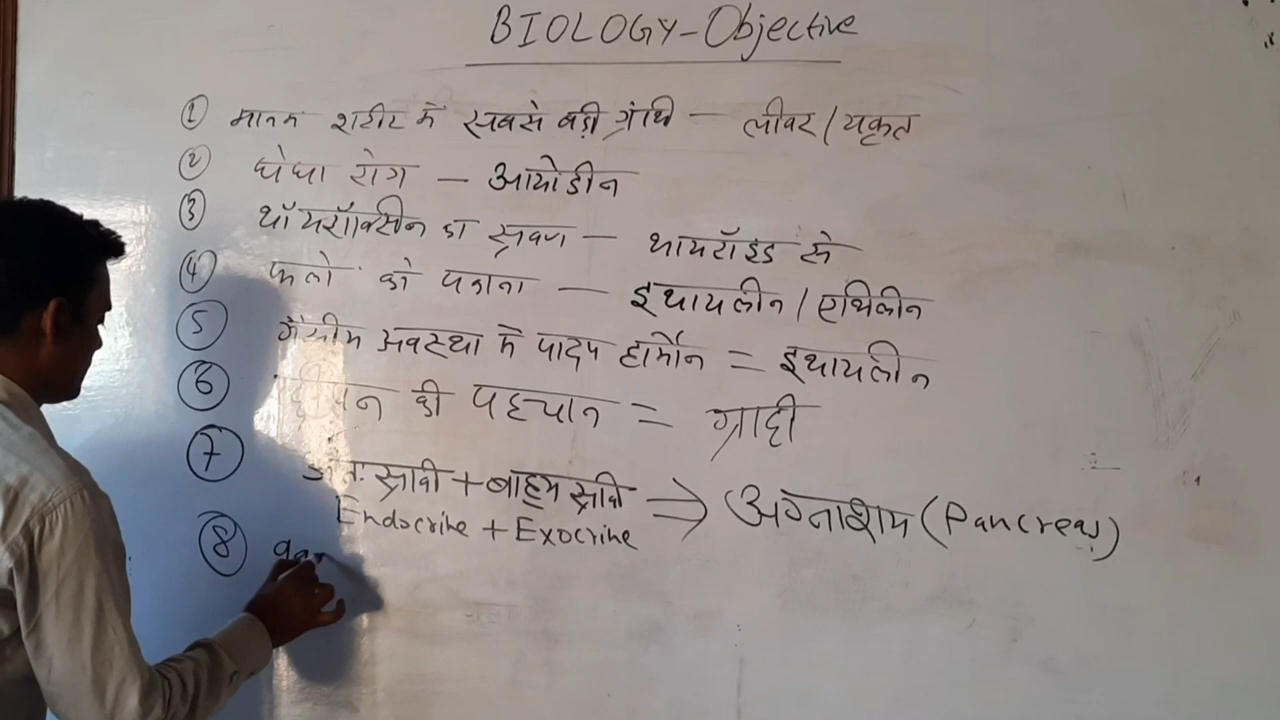 BIOLOGY-Objective
① मानव शरीर में सबसे बड़ी ग्रंथि — लीवर/यकृत
② घेघा रोग — आयोडीन
③ थॉयरॉक्सीन का स्रवण — थायरॉइड से
④ फलो को पकाना — इथायलीन/एथिलीन
⑤ गैसीय अवस्था में पादप हार्मोन = इथायलीन
⑥ की पहचान = ग्राही
⑦ अंतः स्रावी + बाह्य स्रावी ⇒ अग्नाशय (Pancreas)
Endocrine + Exocrine
⑧